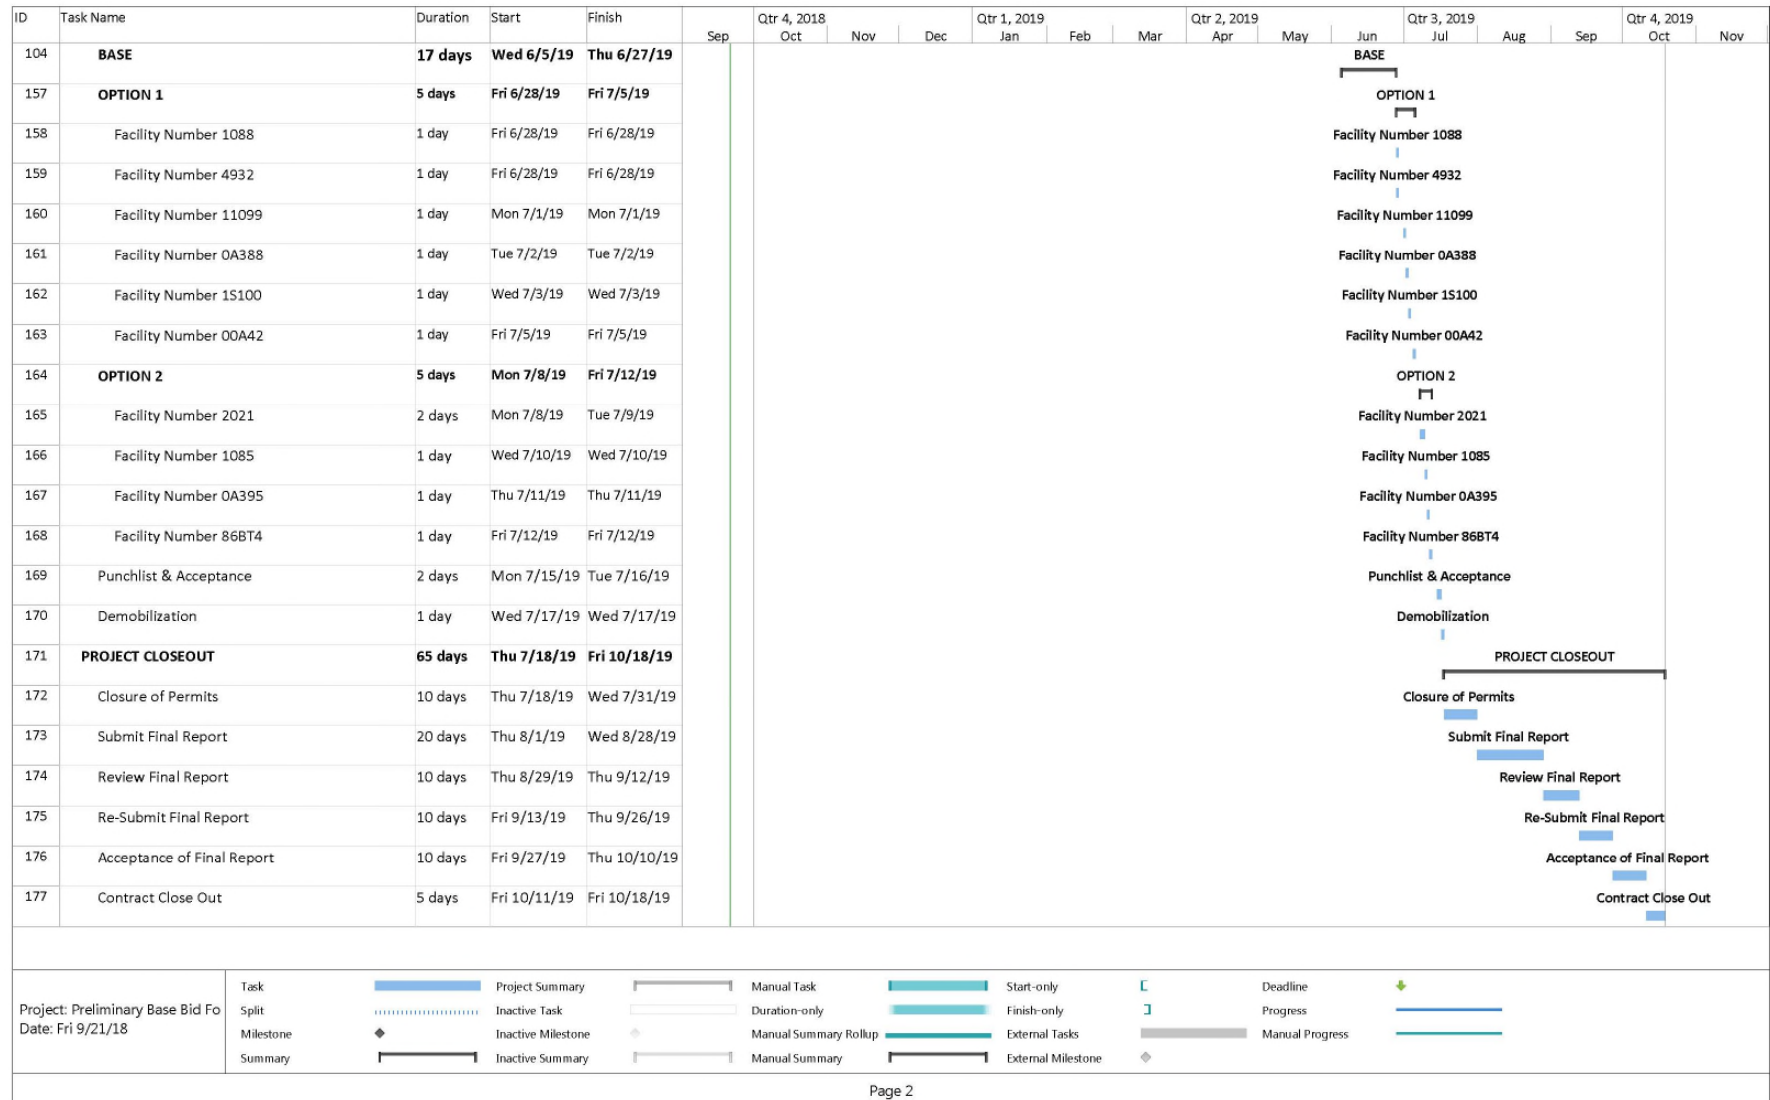 ID Task Name Duration Start Finish Qtr 4, 2018 Qtr 1, 2019 Qtr 2, 2019 Qtr 3, 2019 Qtr 4, 2019
Sep Oct Nov Dec Jan Feb Mar Apr May Jun Jul Aug Sep Oct Nov
104 BASE 17 days Wed 6/5/19 Thu 6/27/19 BASE
157 OPTION 1 5 days Fri 6/28/19 Fri 7/5/19 OPTION 1
158 Facility Number 1088 1 day Fri 6/28/19 Fri 6/28/19 Facility Number 1088
159 Facility Number 4932 1 day Fri 6/28/19 Fri 6/28/19 Facility Number 4932
160 Facility Number 11099 1 day Mon 7/1/19 Mon 7/1/19 Facility Number 11099
161 Facility Number 0A388 1 day Tue 7/2/19 Tue 7/2/19 Facility Number 0A388
162 Facility Number 1S100 1 day Wed 7/3/19 Wed 7/3/19 Facility Number 1S100
163 Facility Number 00A42 1 day Fri 7/5/19 Fri 7/5/19 Facility Number 00A42
164 OPTION 2 5 days Mon 7/8/19 Fri 7/12/19 OPTION 2
165 Facility Number 2021 2 days Mon 7/8/19 Tue 7/9/19 Facility Number 2021
166 Facility Number 1085 1 day Wed 7/10/19 Wed 7/10/19 Facility Number 1085
167 Facility Number 0A395 1 day Thu 7/11/19 Thu 7/11/19 Facility Number 0A395
168 Facility Number 86BT4 1 day Fri 7/12/19 Fri 7/12/19 Facility Number 86BT4
169 Punchlist & Acceptance 2 days Mon 7/15/19 Tue 7/16/19 Punchlist & Acceptance
170 Demobilization 1 day Wed 7/17/19 Wed 7/17/19 Demobilization
171 PROJECT CLOSEOUT 65 days Thu 7/18/19 Fri 10/18/19 PROJECT CLOSEOUT
172 Closure of Permits 10 days Thu 7/18/19 Wed 7/31/19 Closure of Permits
173 Submit Final Report 20 days Thu 8/1/19 Wed 8/28/19 Submit Final Report
174 Review Final Report 10 days Thu 8/29/19 Thu 9/12/19 Review Final Report
175 Re-Submit Final Report 10 days Fri 9/13/19 Thu 9/26/19 Re-Submit Final Report
176 Acceptance of Final Report 10 days Fri 9/27/19 Thu 10/10/19 Acceptance of Final Report
177 Contract Close Out 5 days Fri 10/11/19 Fri 10/18/19 Contract Close Out
Project: Preliminary Base Bid Fo
Date: Fri 9/21/18
Task Project Summary Manual Task Start-only Deadline
Split Inactive Task Duration-only Finish-only Progress
Milestone Inactive Milestone Manual Summary Rollup External Tasks Manual Progress
Summary Inactive Summary Manual Summary External Milestone
Page 2